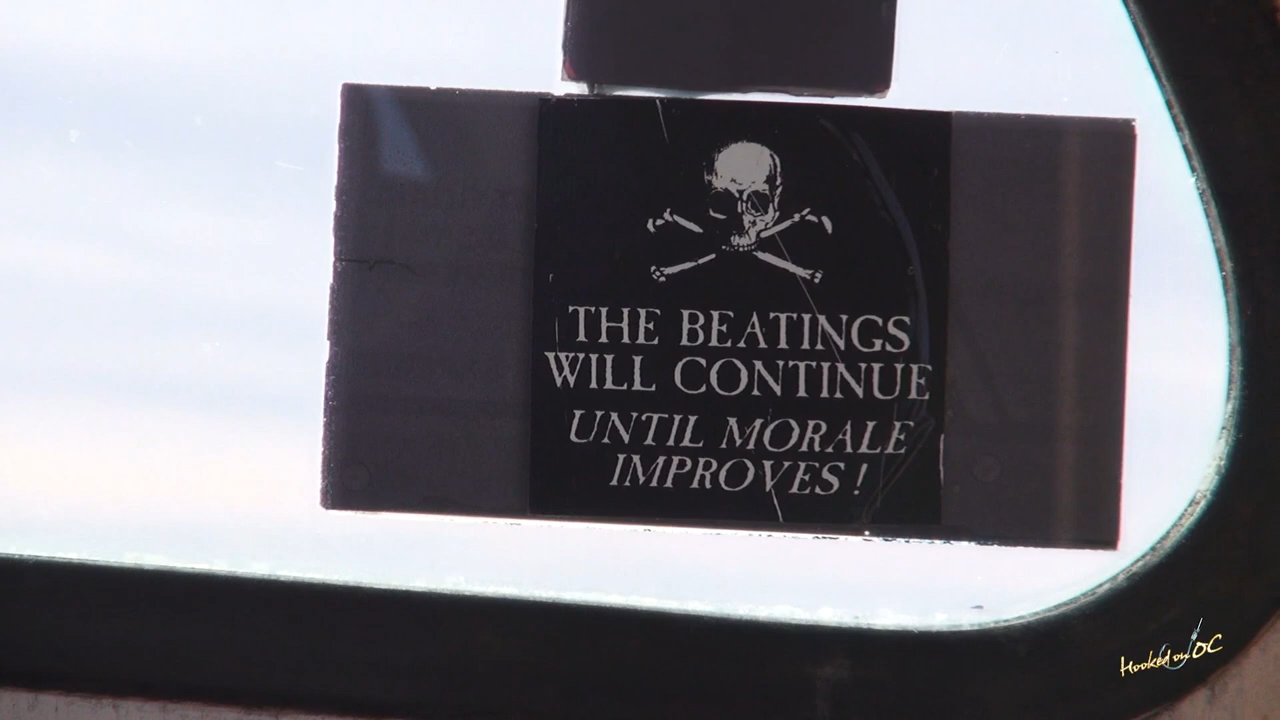 THE BEATINGS
WILL CONTINUE
UNTIL MORALE
IMPROVES!
Hooked on OC